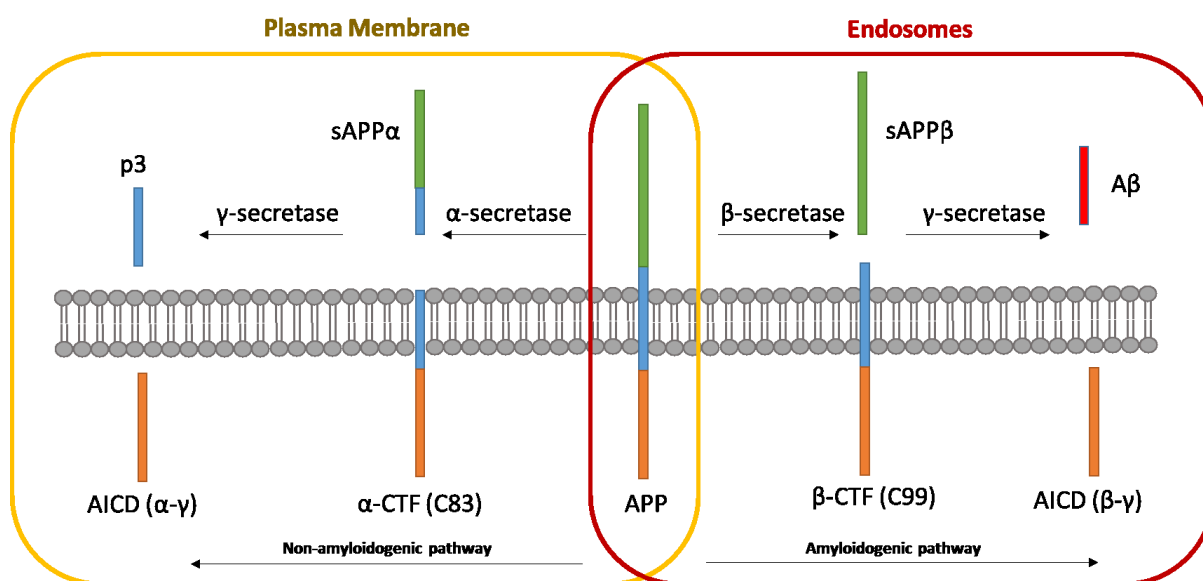 Plasma Membrane
Endosomes
sAPPα
sAPPβ
p3
Aβ
γ-secretase
α-secretase
β-secretase
γ-secretase
AICD (α-γ)
α-CTF (C83)
APP
β-CTF (C99)
AICD (β-γ)
Non-amyloidogenic pathway
Amyloidogenic pathway